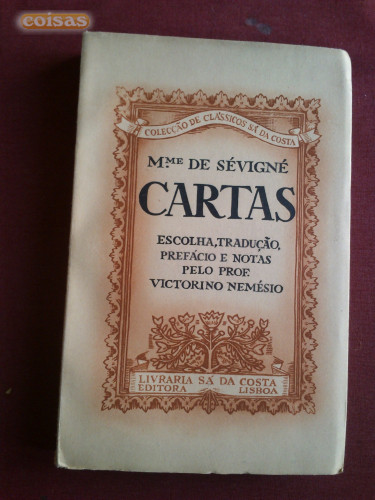 coisas
COLECÇÃO DE CLÁSSICOS SÁ DA COSTA
MME DE SÉVIGNÉ
CARTAS
ESCOLHA, TRADUÇÃO,
PREFÁCIO E NOTAS
PELO PROF.
VICTORINO NEMÉSIO
LIVRARIA SÁ DA COSTA
EDITORA LISBOA